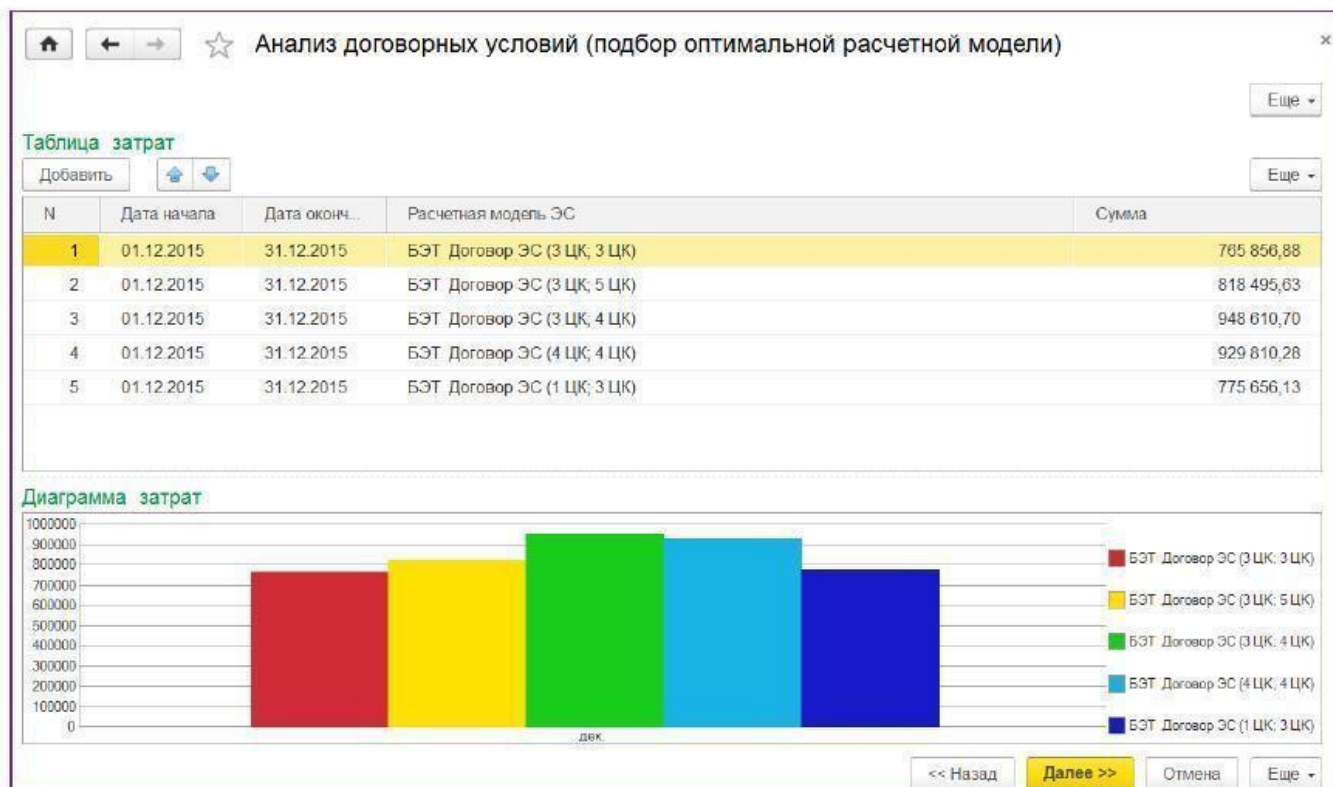 Анализ договорных условий (подбор оптимальной расчетной модели)
Еще
Таблица затрат
Добавить
Еще
N Дата начала Дата оконч... Расчетная модель ЭС Сумма
1 01.12.2015 31.12.2015 БЭТ Договор ЭС (3 ЦК; 3 ЦК) 765 856,88
2 01.12.2015 31.12.2015 БЭТ Договор ЭС (3 ЦК; 5 ЦК) 818 495,63
3 01.12.2015 31.12.2015 БЭТ Договор ЭС (3 ЦК; 4 ЦК) 948 610,70
4 01.12.2015 31.12.2015 БЭТ Договор ЭС (4 ЦК; 4 ЦК) 929 810,28
5 01.12.2015 31.12.2015 БЭТ Договор ЭС (1 ЦК; 3 ЦК) 775 656,13
Диаграмма затрат
1000000
900000
800000
700000
600000
500000
400000
300000
200000
100000
0
дек.
БЭТ Договор ЭС (3 ЦК; 3 ЦК)
БЭТ Договор ЭС (3 ЦК; 5 ЦК)
БЭТ Договор ЭС (3 ЦК; 4 ЦК)
БЭТ Договор ЭС (4 ЦК; 4 ЦК)
БЭТ Договор ЭС (1 ЦК; 3 ЦК)
<< Назад Далее >> Отмена Еще